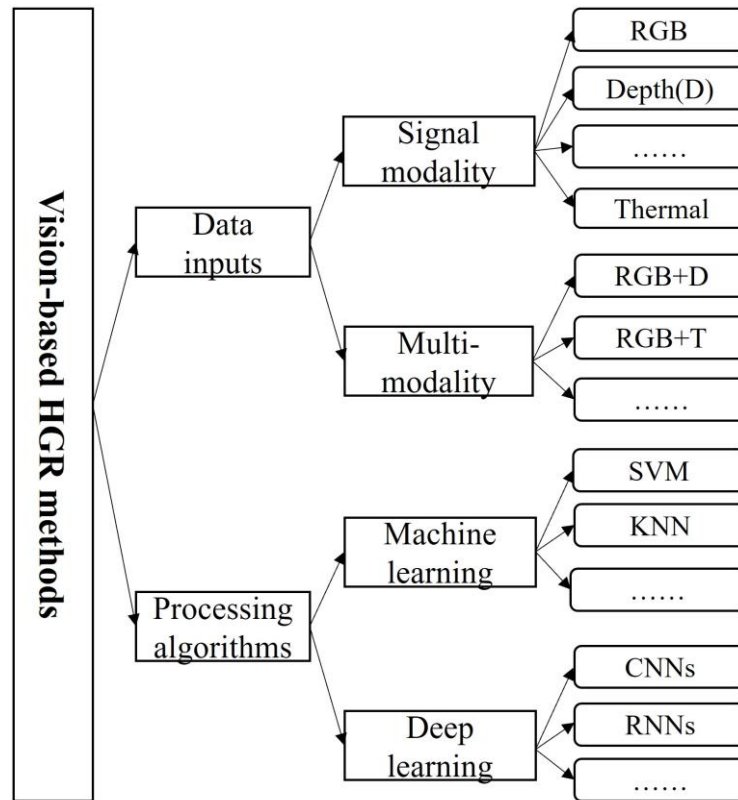 Vision-based HGR methods
Data
inputs
Processing
algorithms
Signal
modality
Multi-
modality
Machine
learning
Deep
learning
RGB
Depth(D)
……
Thermal
RGB+D
RGB+T
……
SVM
KNN
……
CNNs
RNNs
……